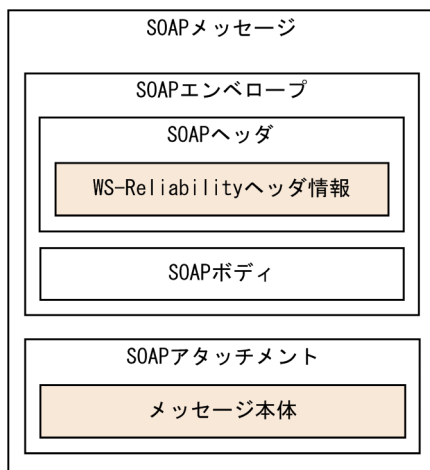 SOAPメッセージ
SOAPエンベロープ
SOAPヘッダ
WS-Reliabilityヘッダ情報
SOAPボディ
SOAPアタッチメント
メッセージ本体